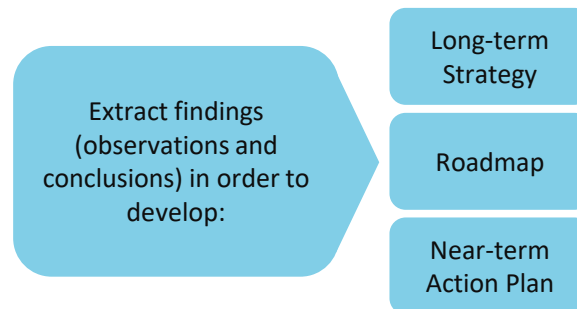 Extract findings
(observations and
conclusions) in order to
develop:
Long-term
Strategy
Roadmap
Near-term
Action Plan